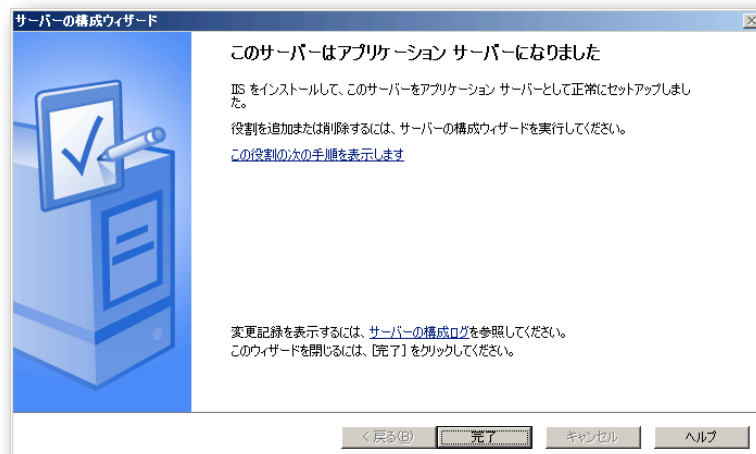 サーバーの構成ウィザード
このサーバーはアプリケーション サーバーになりました
IIS をインストールして、このサーバーをアプリケーション サーバーとして正常にセットアップしまし
た。
役割を追加または削除するには、サーバーの構成ウィザードを実行してください。
この役割の次の手順を表示します
変更記録を表示するには、サーバーの構成ログを参照してください。
このウィザードを閉じるには、[完了] をクリックしてください。
< 戻る(B) 完了 キャンセル ヘルプ